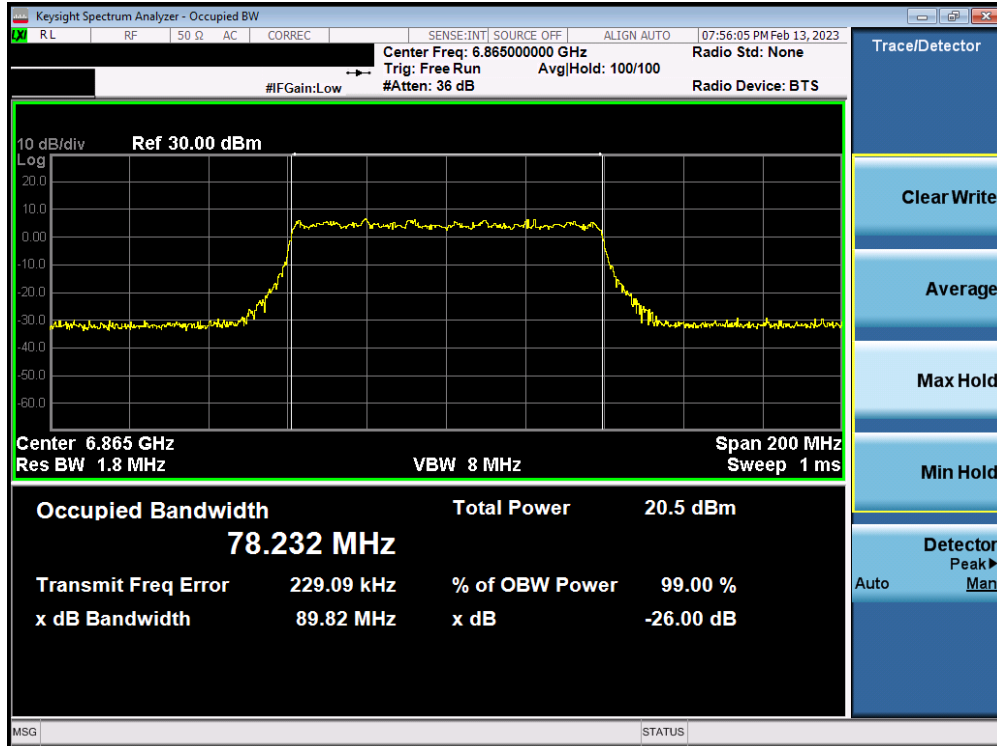 Keysight Spectrum Analyzer - Occupied BW
LXI RL RF 50 Ω AC CORREC SENSE:INT SOURCE OFF ALIGN AUTO 07:56:05 PM Feb 13, 2023
Center Freq: 6.865000000 GHz Radio Std: None
Trig: Free Run Avg|Hold: 100/100
#IFGain:Low #Atten: 36 dB Radio Device: BTS
10 dB/div Ref 30.00 dBm
Log
20.0
10.0
0.00
-10.0
-20.0
-30.0
-40.0
-50.0
-60.0
Center 6.865 GHz Span 200 MHz
Res BW 1.8 MHz VBW 8 MHz Sweep 1 ms
Occupied Bandwidth Total Power 20.5 dBm
78.232 MHz
Transmit Freq Error 229.09 kHz % of OBW Power 99.00 %
x dB Bandwidth 89.82 MHz x dB -26.00 dB
MSG STATUS
Trace/Detector
Clear Write
Average
Max Hold
Min Hold
Detector
Peak▶
Auto Man